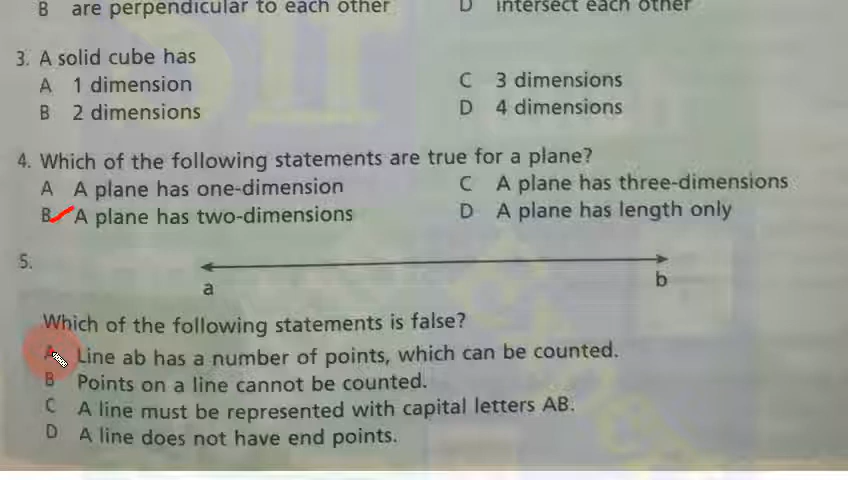 B are perpendicular to each other
D intersect each other
3. A solid cube has
A 1 dimension
B 2 dimensions
C 3 dimensions
D 4 dimensions
4. Which of the following statements are true for a plane?
A A plane has one-dimension
B A plane has two-dimensions
C A plane has three-dimensions
D A plane has length only
5.
a
b
Which of the following statements is false?
A Line ab has a number of points, which can be counted.
B Points on a line cannot be counted.
C A line must be represented with capital letters AB.
D A line does not have end points.